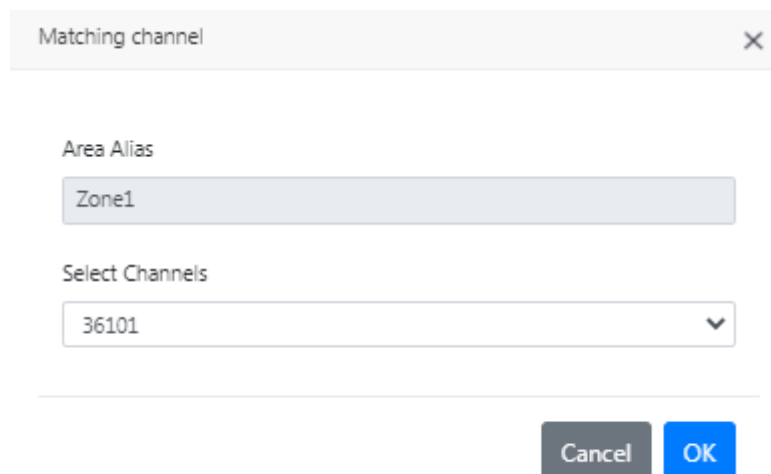 Matching channel
Area Alias
Zone1
Select Channels
36101
Cancel OK